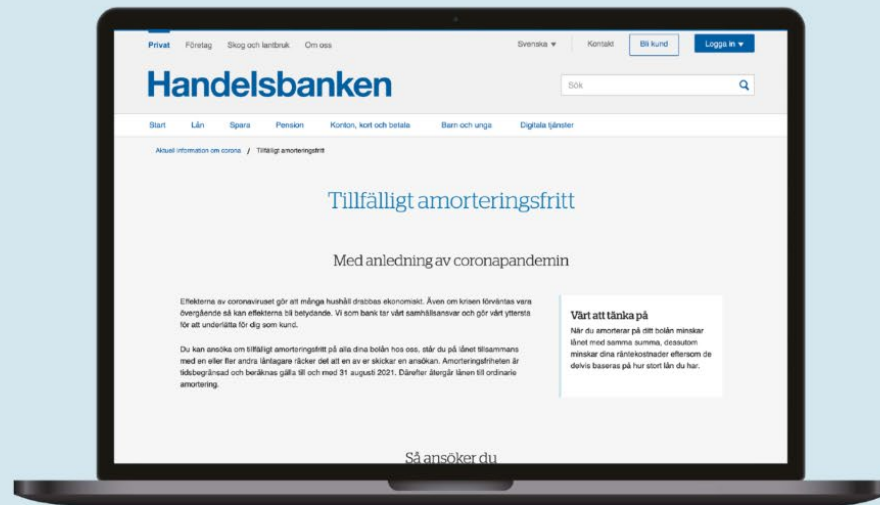 Privat Företag Skog och lantbruk Om oss Svenska Kontakt Bli kund Logga in
Handelsbanken
Sök
Start Lån Spara Pension Konton, kort och betala Barn och unga Digitala tjänster
Aktuell information om corona / Tillfälligt amorteringsfritt
Tillfälligt amorteringsfritt
Med anledning av coronapandemin
Effekterna av coronaviruset gör att många hushåll drabbas ekonomiskt. Även om krisen förväntas vara
övergående så kan effekterna bli betydande. Vi som bank tar vårt samhällsansvar och gör vårt yttersta
för att underlätta för dig som kund.
Du kan ansöka om tillfälligt amorteringsfritt på alla dina bolån hos oss, står du på lånet tillsammans
med en eller fler andra låntagare räcker det att en av er skickar en ansökan. Amorteringsfriheten är
tidsbegränsad och beräknas gälla till och med 31 augusti 2021. Därefter återgår lånen till ordinarie
amortering.
Värt att tänka på
När du amorterar på ditt bolån minskar
lånet med samma summa, dessutom
minskar dina räntekostnader eftersom de
delvis baseras på hur stort lån du har.
Så ansöker du